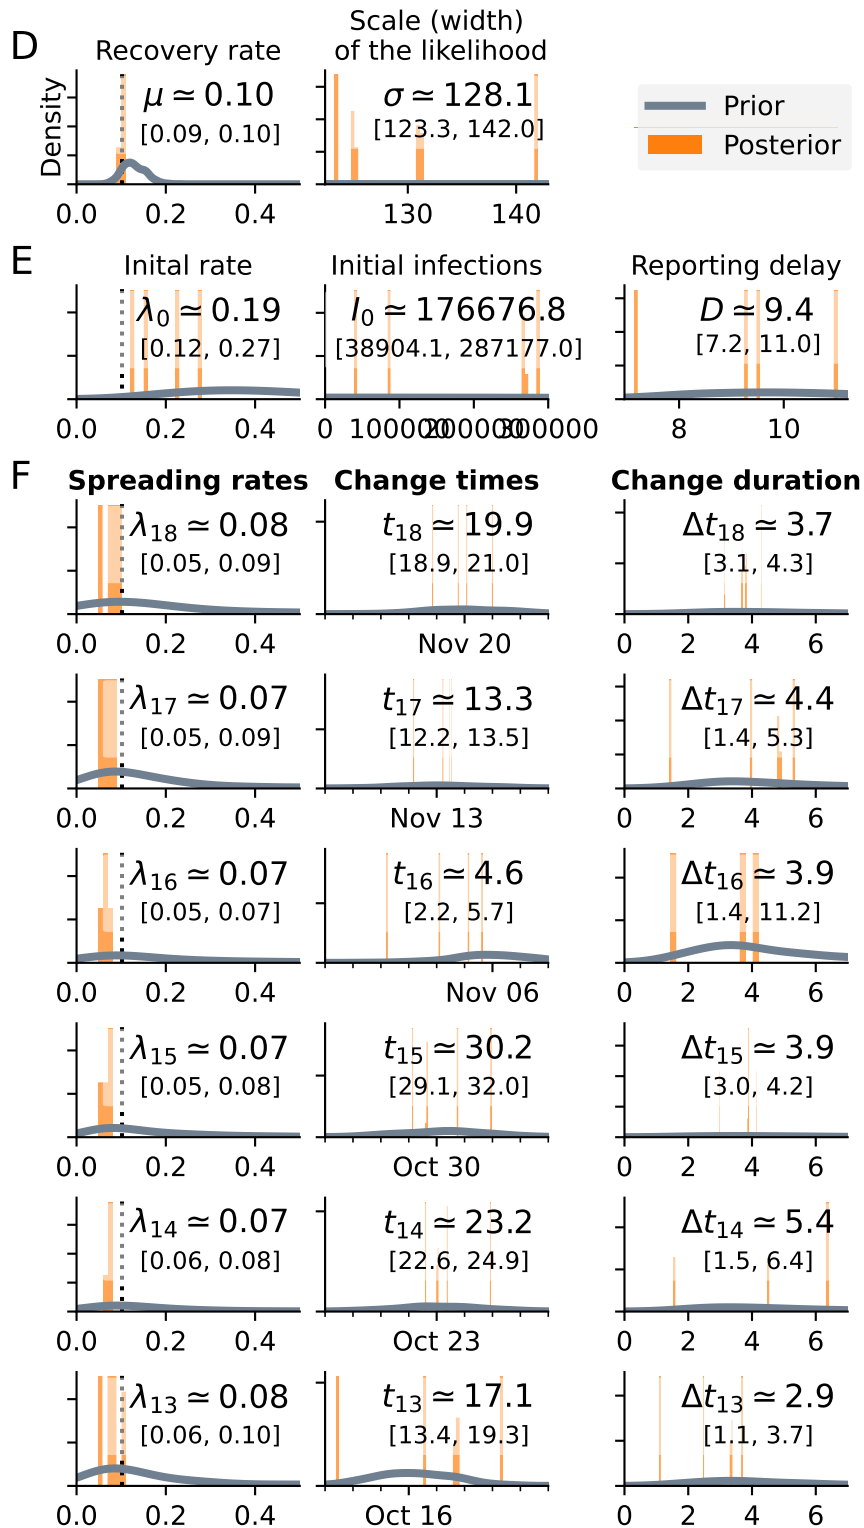 D
Recovery rate
Scale (width)
of the likelihood
Density
μ ≃ 0.10
[0.09, 0.10]
σ ≃ 128.1
[123.3, 142.0]
Prior
Posterior
0.0 0.2 0.4
130 140
E
Inital rate
Initial infections
Reporting delay
λ0 ≃ 0.19
[0.12, 0.27]
I0 ≃ 176676.8
[38904.1, 287177.0]
D ≃ 9.4
[7.2, 11.0]
0.0 0.2 0.4
0 100000 200000 300000
8 10
F
Spreading rates
Change times
Change duration
λ18 ≃ 0.08
[0.05, 0.09]
t18 ≃ 19.9
[18.9, 21.0]
Δt18 ≃ 3.7
[3.1, 4.3]
0.0 0.2 0.4
Nov 20
0 2 4 6
λ17 ≃ 0.07
[0.05, 0.09]
t17 ≃ 13.3
[12.2, 13.5]
Δt17 ≃ 4.4
[1.4, 5.3]
0.0 0.2 0.4
Nov 13
0 2 4 6
λ16 ≃ 0.07
[0.05, 0.07]
t16 ≃ 4.6
[2.2, 5.7]
Δt16 ≃ 3.9
[1.4, 11.2]
0.0 0.2 0.4
Nov 06
0 2 4 6
λ15 ≃ 0.07
[0.05, 0.08]
t15 ≃ 30.2
[29.1, 32.0]
Δt15 ≃ 3.9
[3.0, 4.2]
0.0 0.2 0.4
Oct 30
0 2 4 6
λ14 ≃ 0.07
[0.06, 0.08]
t14 ≃ 23.2
[22.6, 24.9]
Δt14 ≃ 5.4
[1.5, 6.4]
0.0 0.2 0.4
Oct 23
0 2 4 6
λ13 ≃ 0.08
[0.06, 0.10]
t13 ≃ 17.1
[13.4, 19.3]
Δt13 ≃ 2.9
[1.1, 3.7]
0.0 0.2 0.4
Oct 16
0 2 4 6